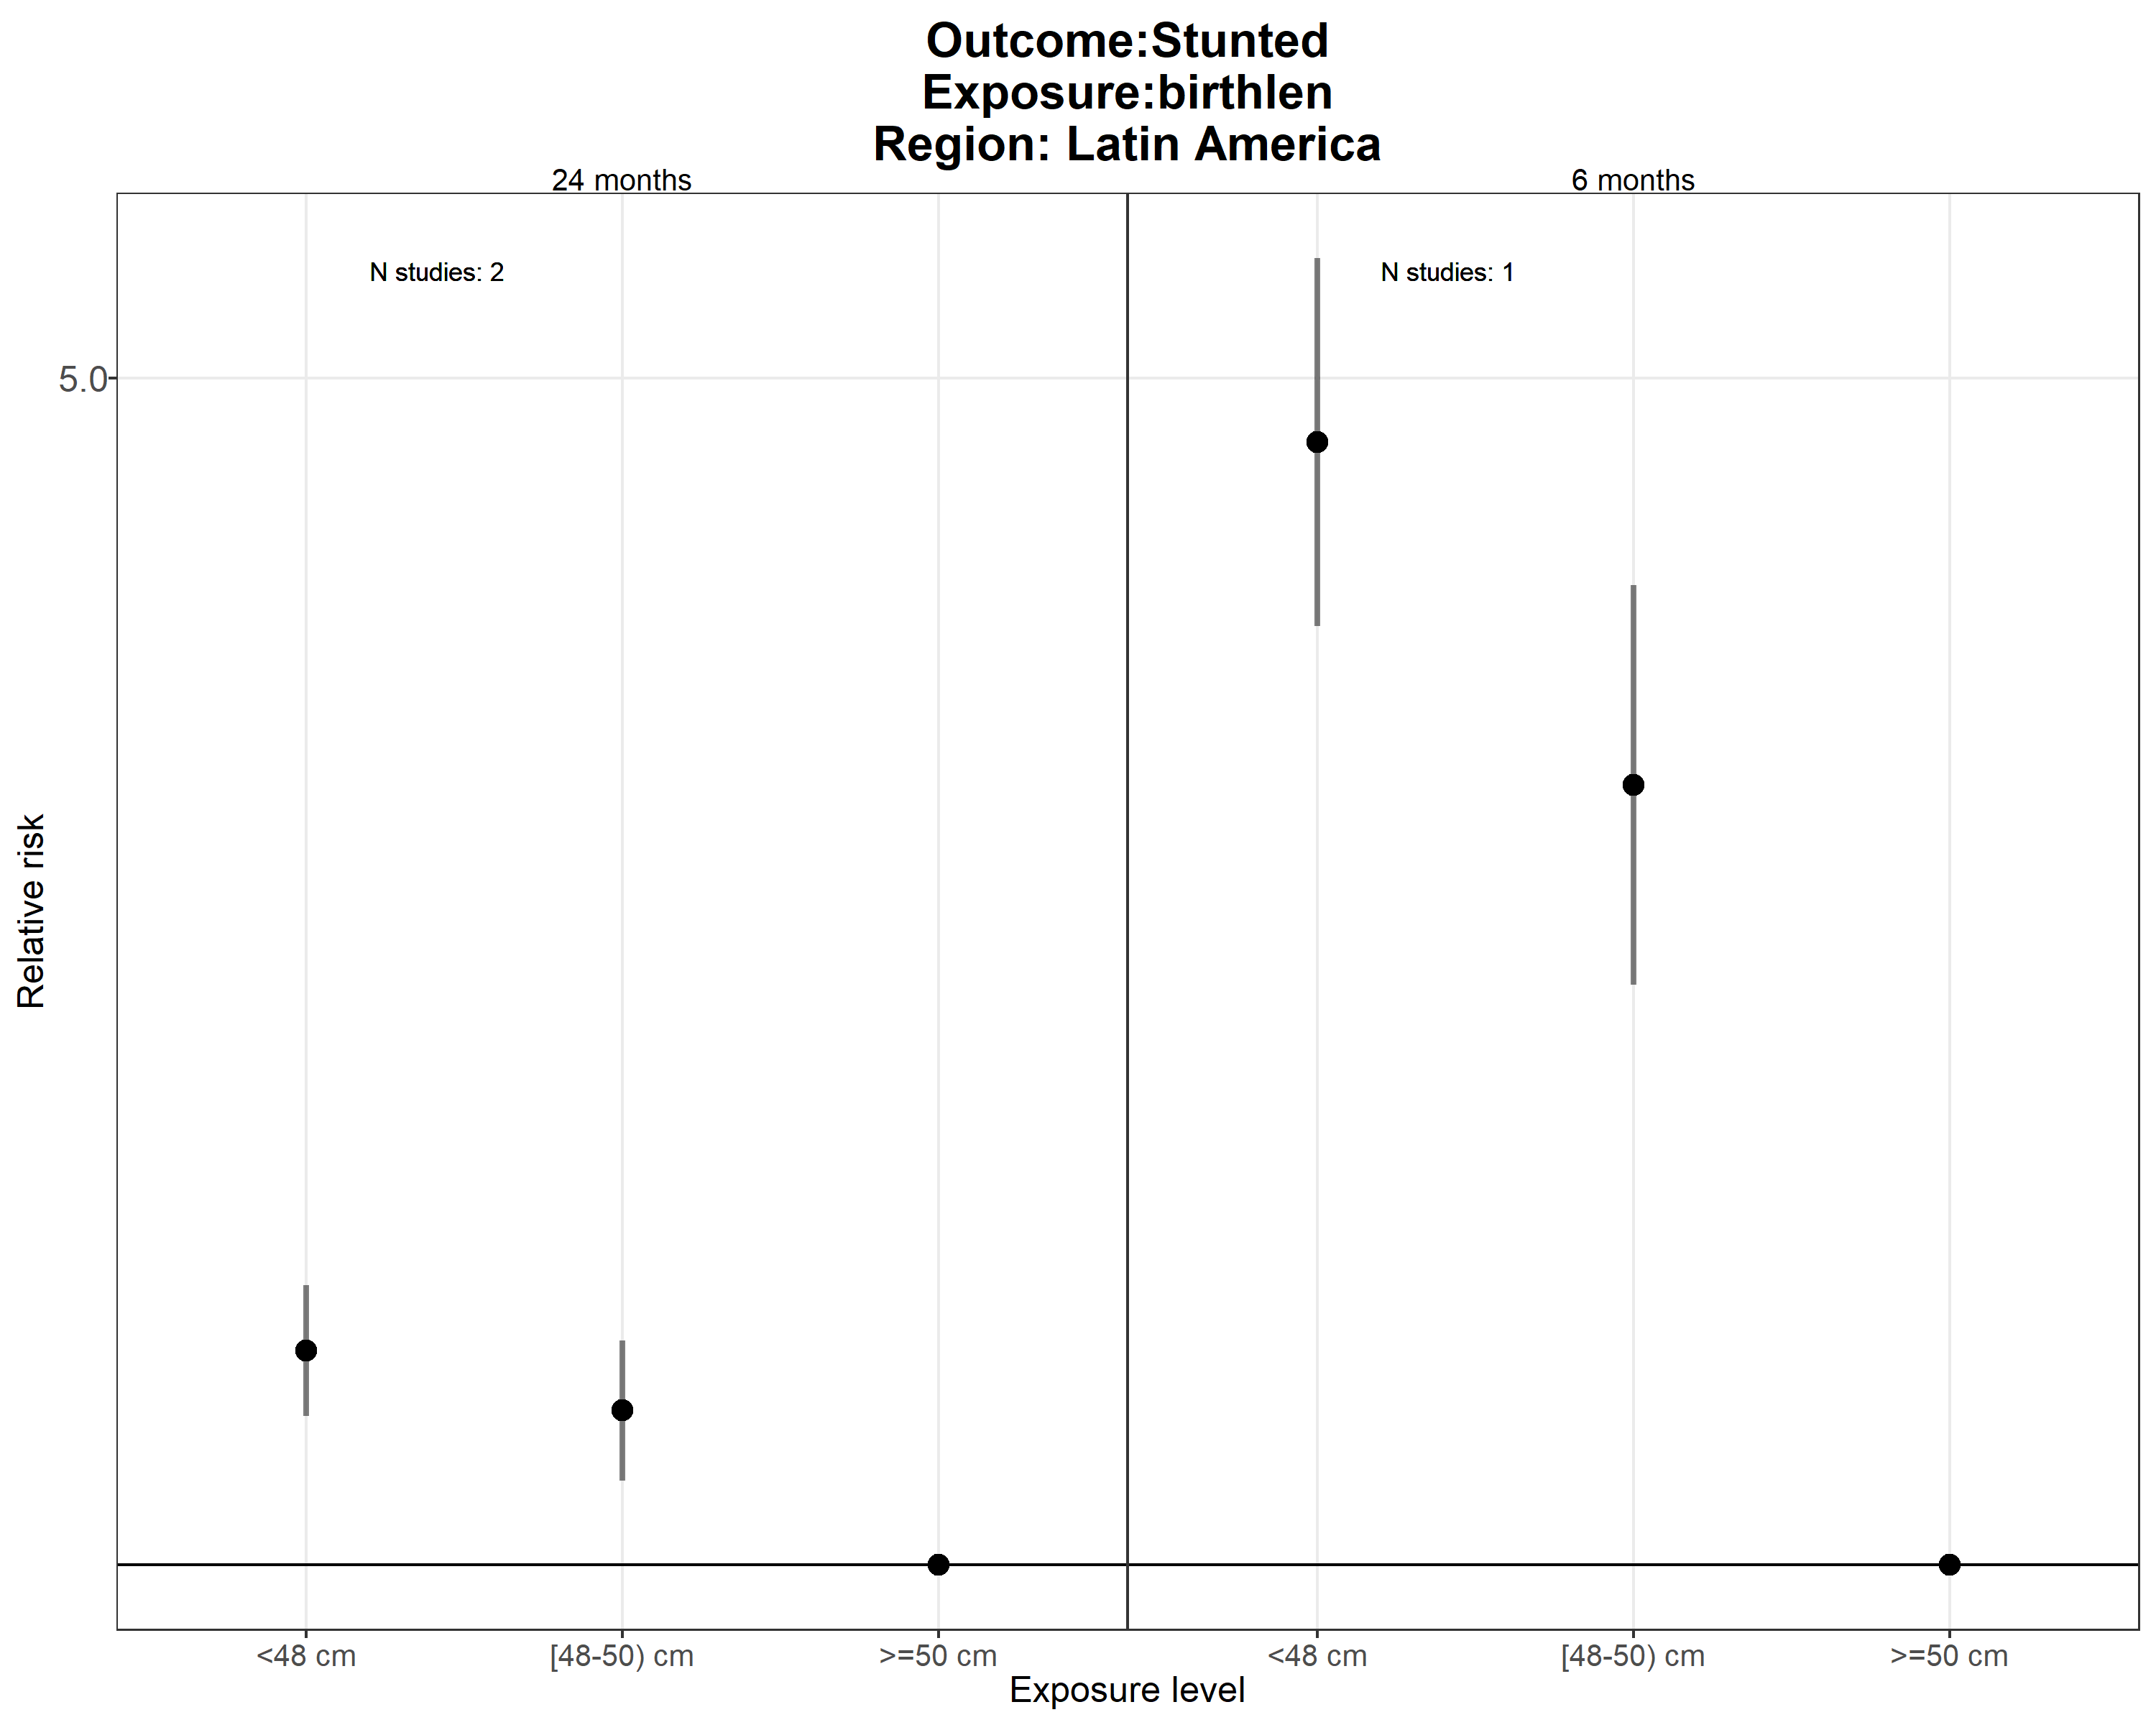 Outcome:Stunted
Exposure:birthlen
Region: Latin America
24 months
6 months
N studies: 2
N studies: 1
5.0
Relative risk
<48 cm
[48-50) cm
>=50 cm
<48 cm
[48-50) cm
>=50 cm
Exposure level